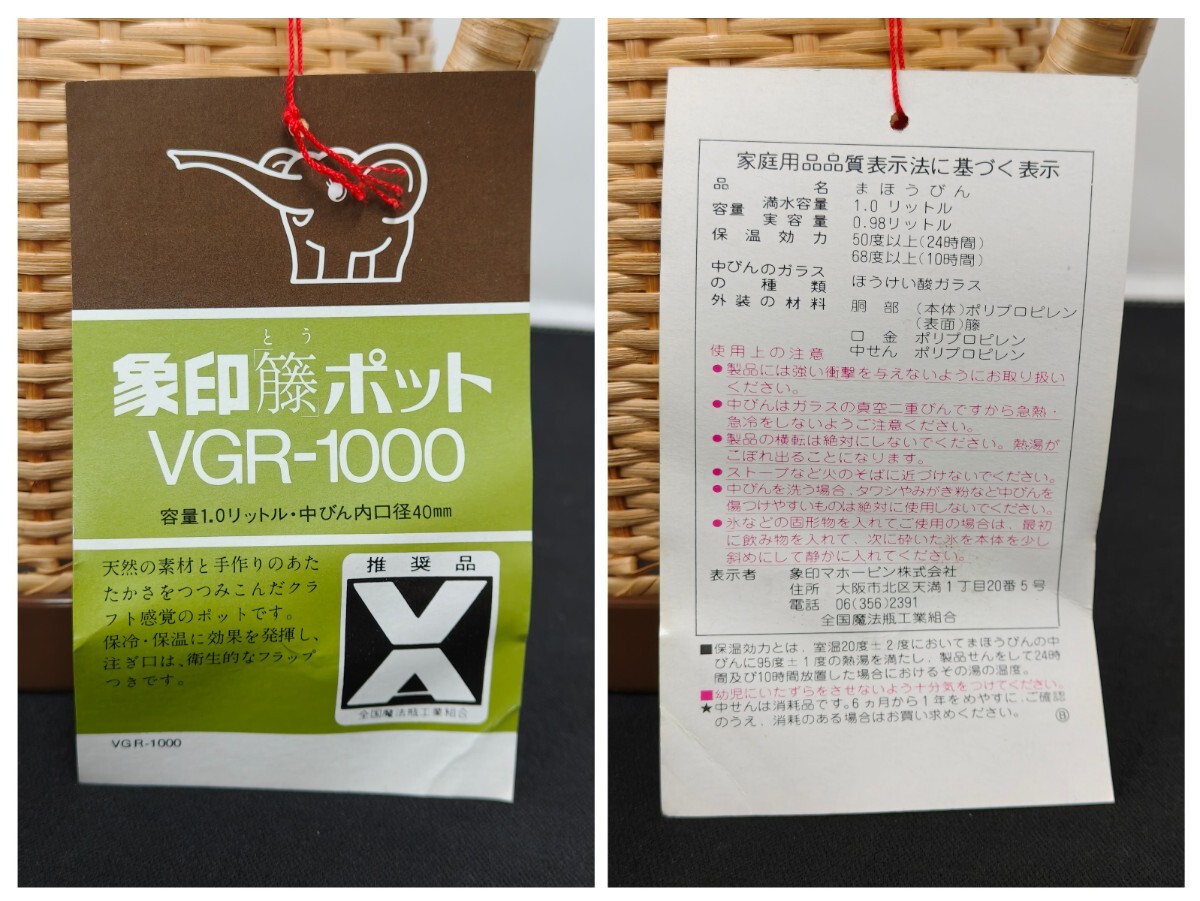 とう
象印「籐」ポット
VGR-1000
容量1.0リットル・中びん内口径40mm
天然の素材と手作りのあた
たかさをつつみこんだクラ
フト感覚のポットです。
保冷・保温に効果を発揮し、
注ぎ口は、衛生的なフラップ
つきです。
推奨品
全国魔法瓶工業組合
VGR-1000
家庭用品品質表示法に基づく表示
品名 まほうびん
容量 満水容量 1.0リットル
実容量 0.98リットル
保温効力 50度以上(24時間)
68度以上(10時間)
中びんのガラス
の種類 ほうけい酸ガラス
外装の材料 胴部 (本体)ポリプロピレン
(表面)籐
口金 ポリプロピレン
中せん ポリプロピレン
使用上の注意
●製品には強い衝撃を与えないようにお取り扱い
ください。
●中びんはガラスの真空二重びんですから急熱・
急冷をしないようご注意ください。
●製品の横転は絶対にしないでください。熱湯が
こぼれ出ることになります。
●ストーブなど火のそばに近づけないでください。
●中びんを洗う場合、タワシやみがき粉など中びんを
傷つけやすいものは絶対に使用しないでください。
●氷などの固形物を入れてご使用の場合は、最初
に飲み物を入れて、次に砕いた氷を本体を少し
斜めにして静かに入れてください。
表示者 象印マホービン株式会社
住所 大阪市北区天満1丁目20番5号
電話 06(356)2391
全国魔法瓶工業組合
■保温効力とは、室温20度±2度においてまほうびんの中
びんに95度±1度の熱湯を満たし、製品せんをして24時
間及び10時間放置した場合におけるその湯の温度。
■幼児にいたずらをさせないよう十分気をつけてください。
★中せんは消耗品です。6ヵ月から1年をめやすに、ご確認
のうえ、消耗のある場合はお買い求めください。 Ⓑ